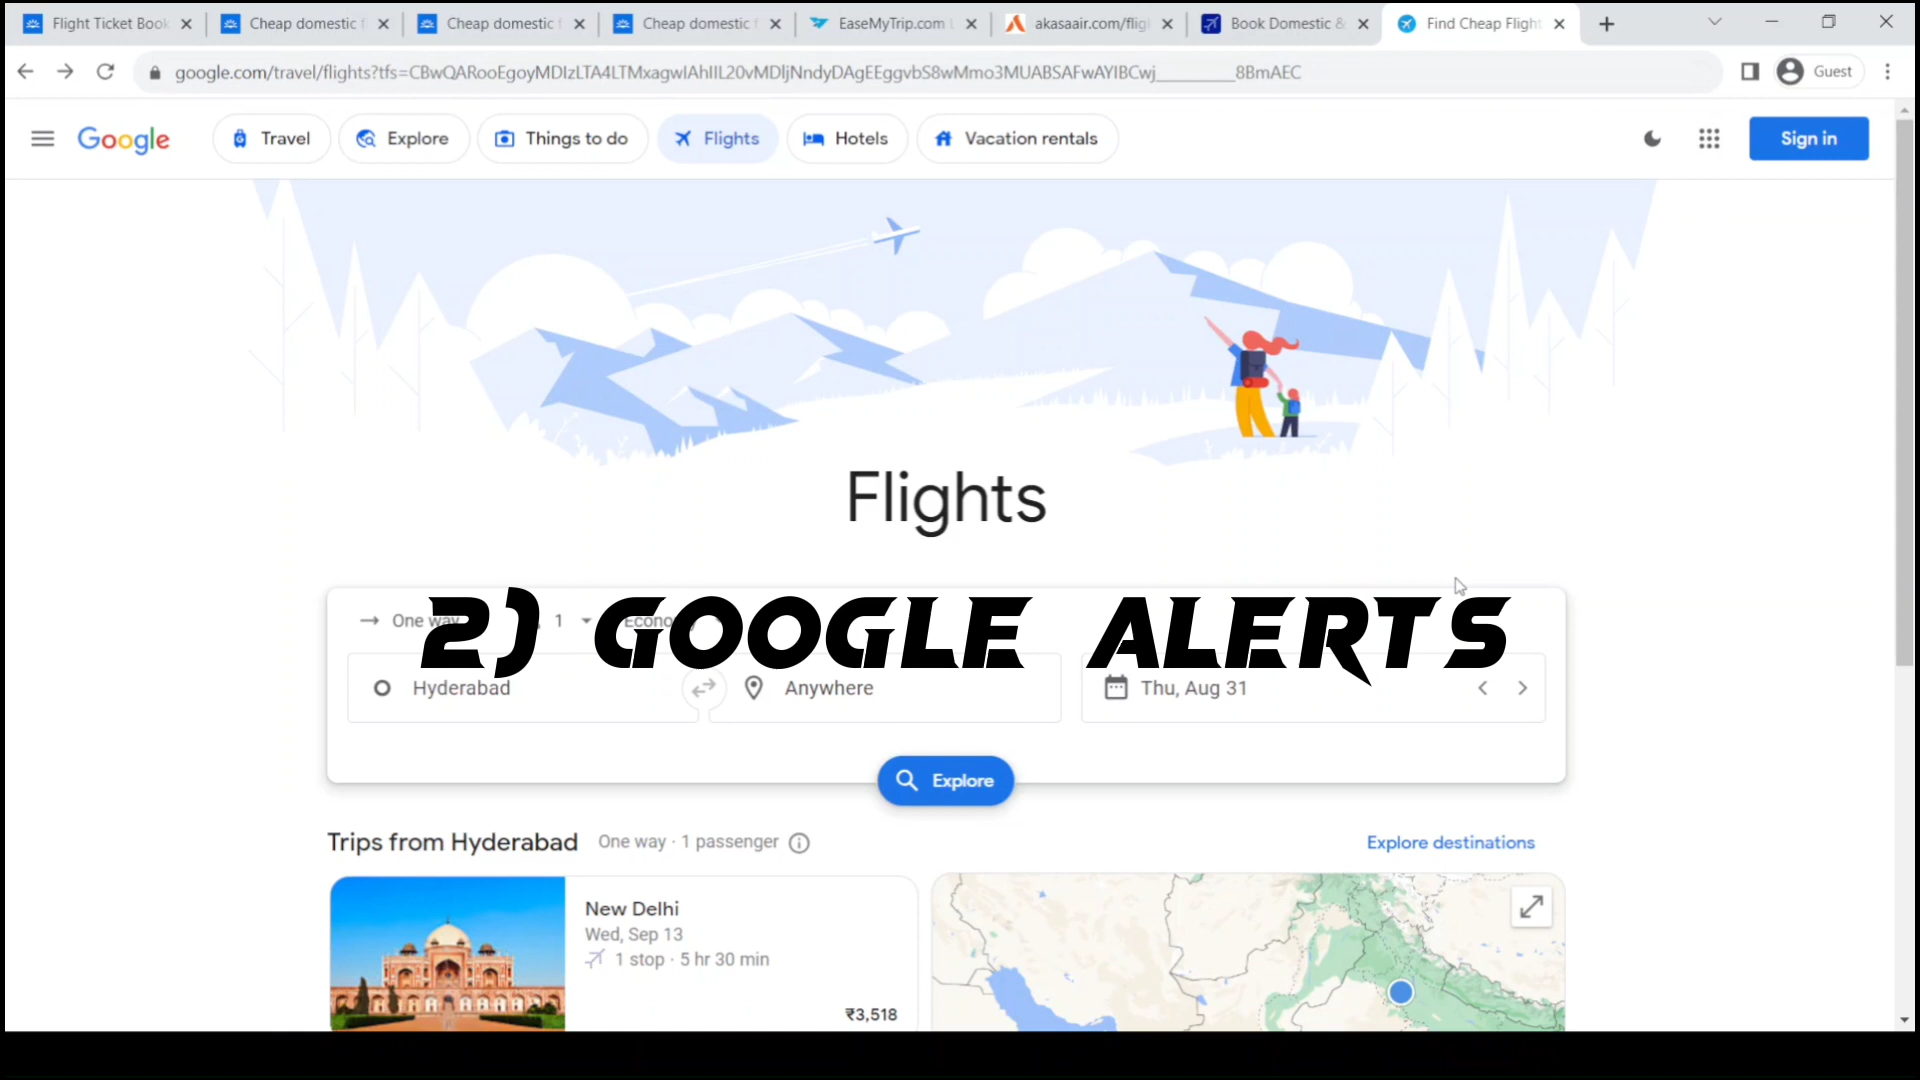 Flight Ticket Book
Cheap domestic f
Cheap domestic f
Cheap domestic f
EaseMyTrip.com
akasaair.com/flig
Book Domestic &
Find Cheap Flight
google.com/travel/flights?tfs=CBwQARooEgoyMDIzLTA4LTMxagwIAhIIL20vMDljNndyDAgEEggvbS8wMmo3MUABSAFwAYIBCwj___________8BmAEC
Guest
Google
Travel
Explore
Things to do
Flights
Hotels
Vacation rentals
Sign in
Flights
One way
1
Econo
2) GOOGLE ALERTS
Hyderabad
Anywhere
Thu, Aug 31
Explore
Trips from Hyderabad
One way · 1 passenger
Explore destinations
New Delhi
Wed, Sep 13
1 stop · 5 hr 30 min
₹3,518